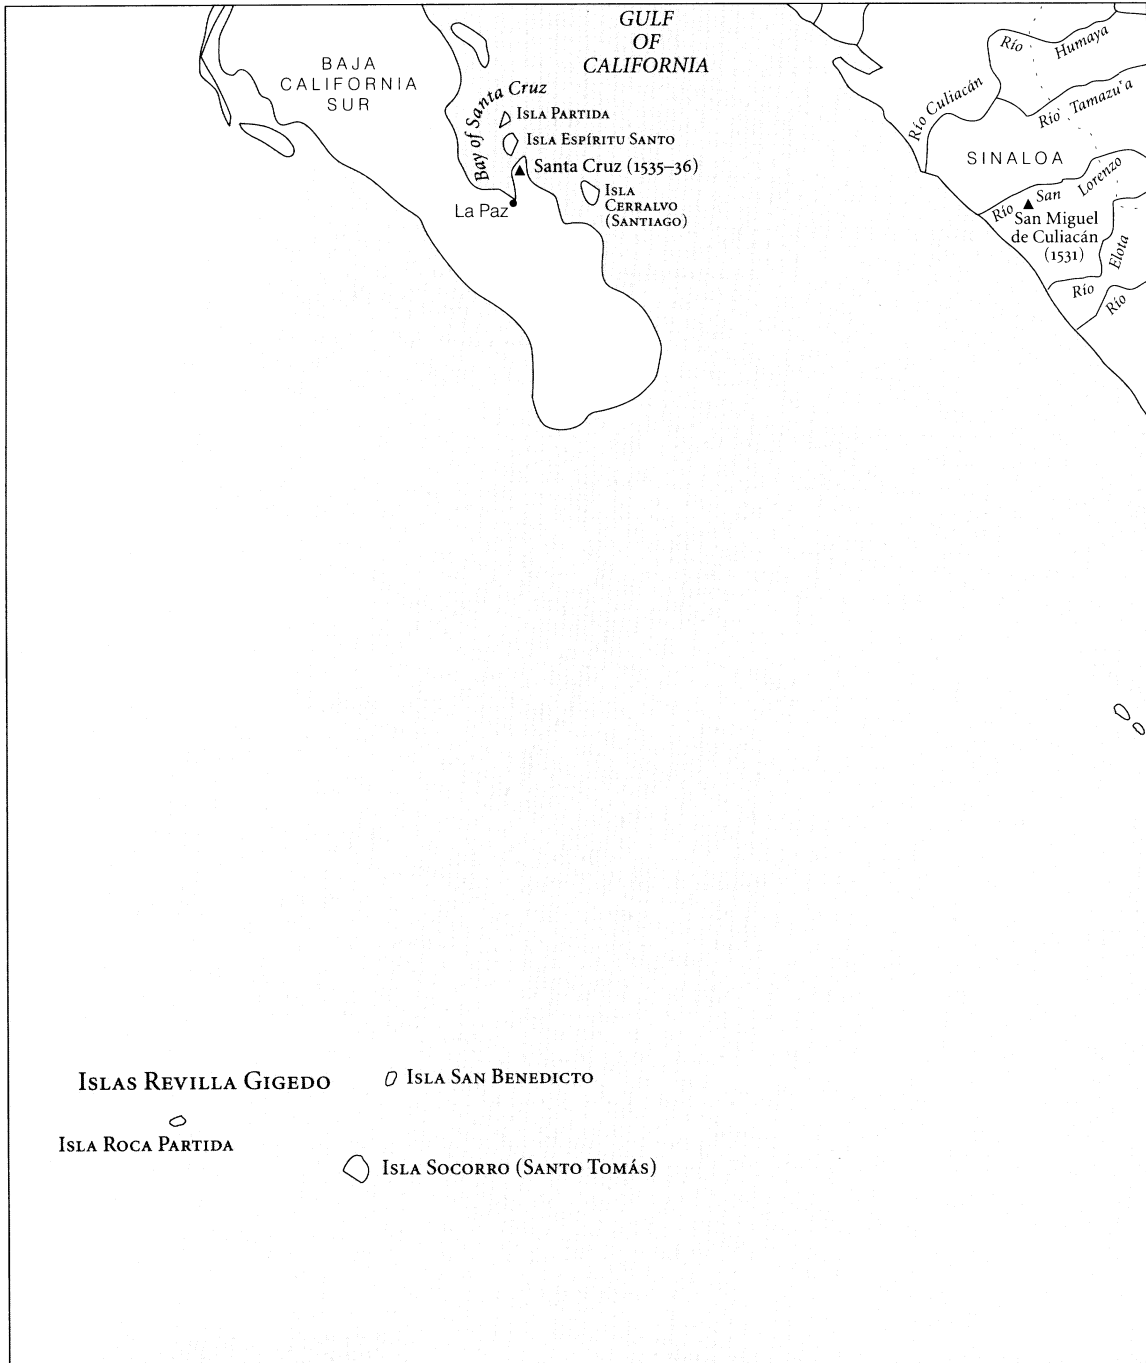 GULF
OF
CALIFORNIA
BAJA
CALIFORNIA
SUR
Bay of Santa Cruz
Isla Partida
Isla Espíritu Santo
Santa Cruz (1535–36)
Isla
Cerralvo
(Santiago)
La Paz
Río Humaya
Río Culiacán
Río Tamazula
SINALOA
Río San Lorenzo
San Miguel
de Culiacán
(1531)
Río Elota
Río
Islas Revilla Gigedo
Isla San Benedicto
Isla Roca Partida
Isla Socorro (Santo Tomás)